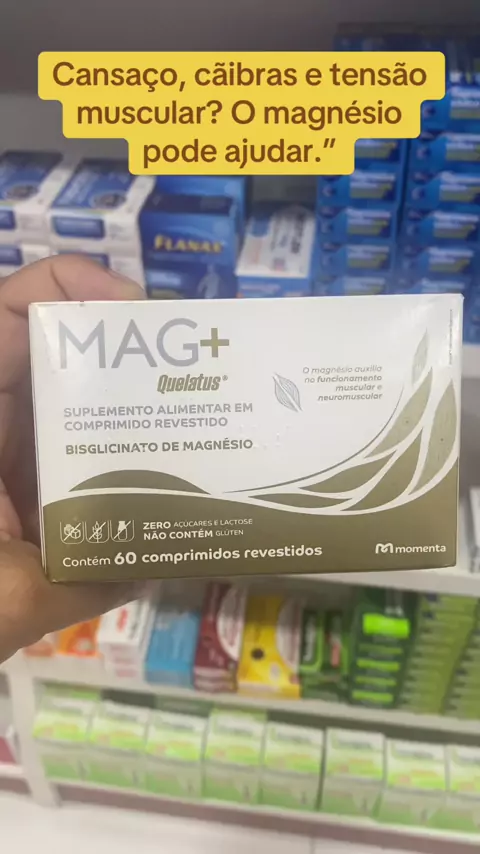 Cansaço, cãibras e tensão
muscular? O magnésio
pode ajudar.”
FLANAX
MAG+
Quelatus®
O magnésio auxilia
no funcionamento
muscular e
neuromuscular
SUPLEMENTO ALIMENTAR EM
COMPRIMIDO REVESTIDO
BISGLICINATO DE MAGNÉSIO
ZERO AÇÚCARES E LACTOSE
NÃO CONTÉM GLÚTEN
Contém 60 comprimidos revestidos
momenta